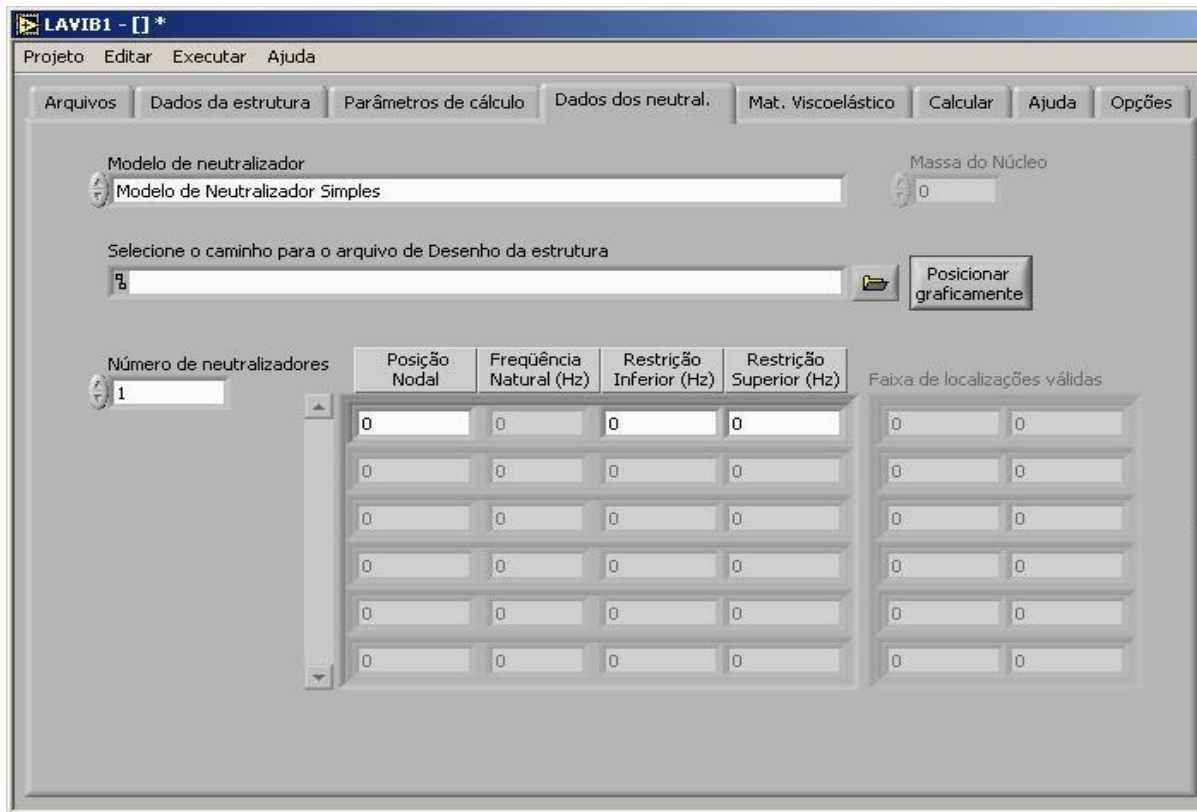 LAVIB1 - [] *
Projeto Editar Executar Ajuda
Arquivos Dados da estrutura Parâmetros de cálculo Dados dos neutral. Mat. Viscoelástico Calcular Ajuda Opções
Modelo de neutralizador Massa do Núcleo
Modelo de Neutralizador Simples 0
Selecione o caminho para o arquivo de Desenho da estrutura
Posicionar
graficamente
Número de neutralizadores
1
Posição
Nodal
Freqüência
Natural (Hz)
Restrição
Inferior (Hz)
Restrição
Superior (Hz)
Faixa de localizações válidas
0 0 0 0 0 0
0 0 0 0 0 0
0 0 0 0 0 0
0 0 0 0 0 0
0 0 0 0 0 0
0 0 0 0 0 0